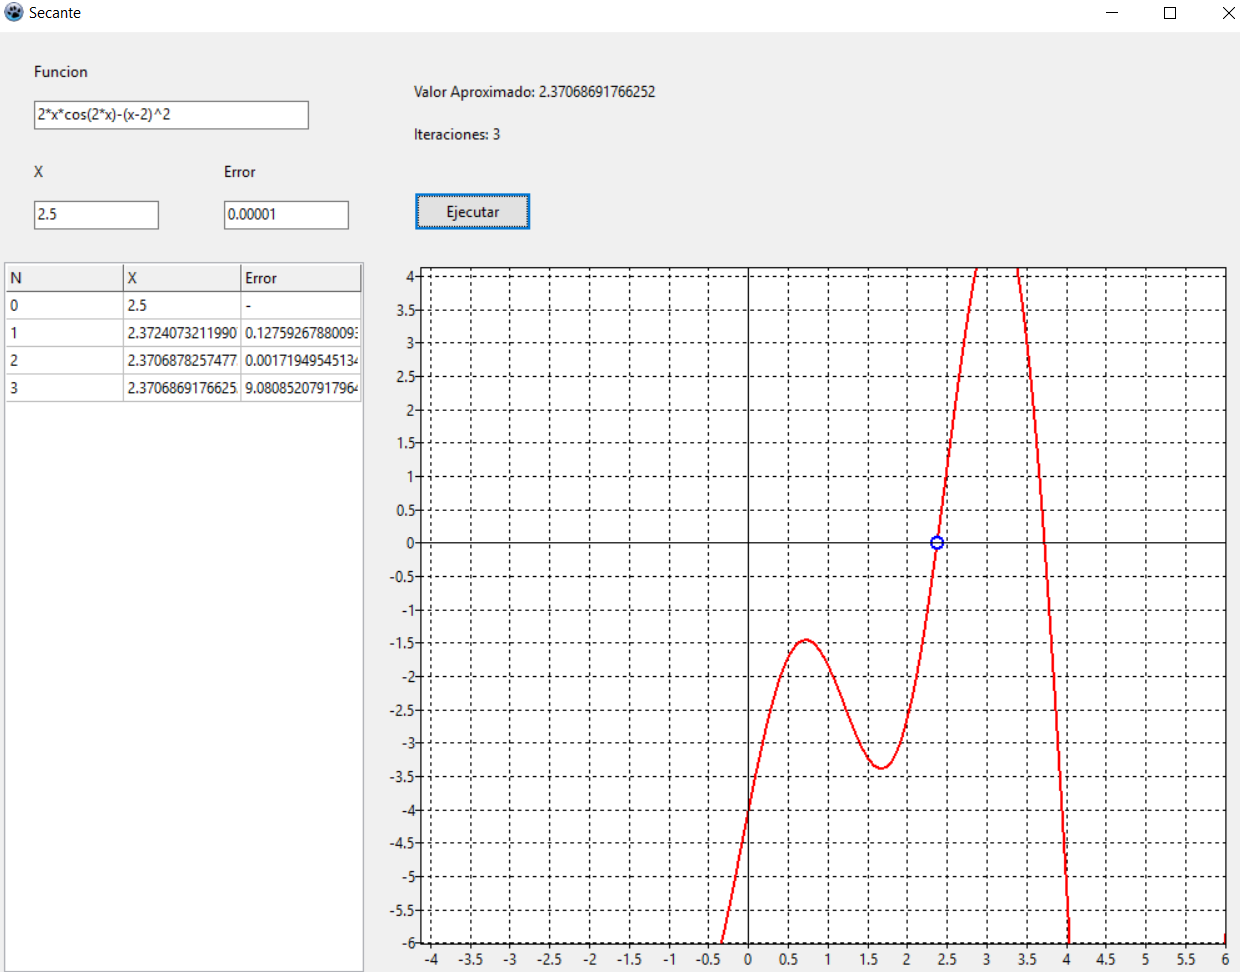 Secante
Funcion
2*x*cos(2*x)-(x-2)^2
Valor Aproximado: 2.37068691766252
Iteraciones: 3
X Error
2.5 0.00001
Ejecutar
N X Error
0 2.5 -
1 2.3724073211990 0.1275926788009
2 2.3706878257477 0.0017194954513
3 2.3706869176625 9.0808520791796
4
3.5
3
2.5
2
1.5
1
0.5
0
-0.5
-1
-1.5
-2
-2.5
-3
-3.5
-4
-4.5
-5
-5.5
-6
-4 -3.5 -3 -2.5 -2 -1.5 -1 -0.5 0 0.5 1 1.5 2 2.5 3 3.5 4 4.5 5 5.5 6